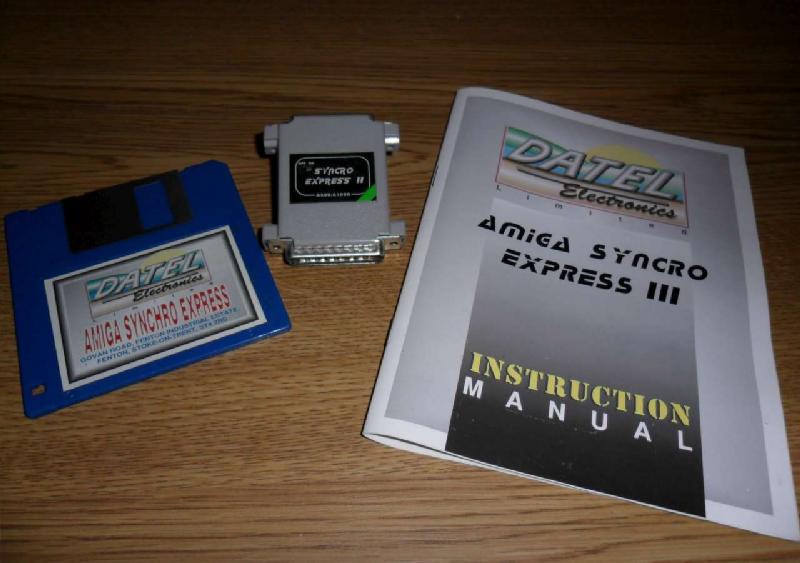 DATEL
Electronics
AMIGA SYNCHRO EXPRESS
GOVAN ROAD, FENTON INDUSTRIAL ESTATE,
FENTON, STOKE-ON-TRENT, ST4 2RS
SYNCRO
EXPRESS II
DATEL
Electronics
Limited
AMIGA SYNCRO
EXPRESS III
INSTRUCTION
MANUAL